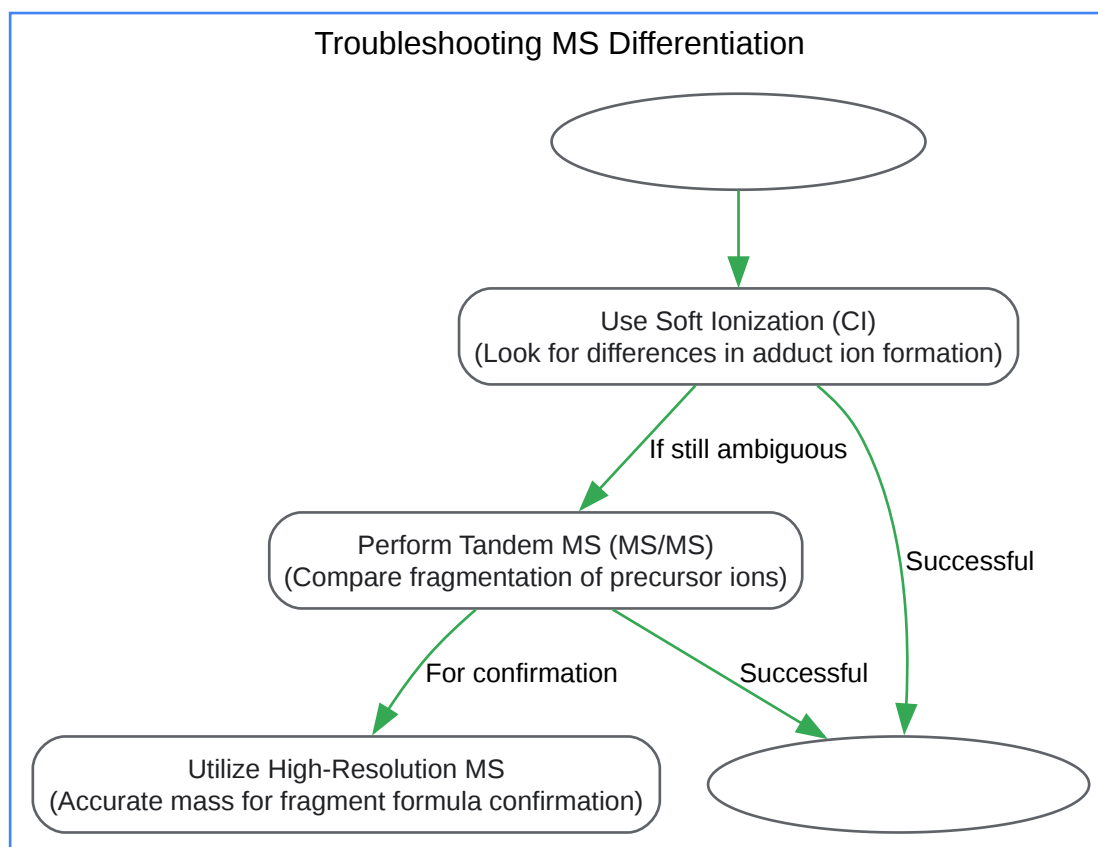 Troubleshooting MS Differentiation
Use Soft Ionization (CI)
(Look for differences in adduct ion formation)
If still ambiguous
Perform Tandem MS (MS/MS)
(Compare fragmentation of precursor ions)
Successful
For confirmation
Successful
Utilize High-Resolution MS
(Accurate mass for fragment formula confirmation)